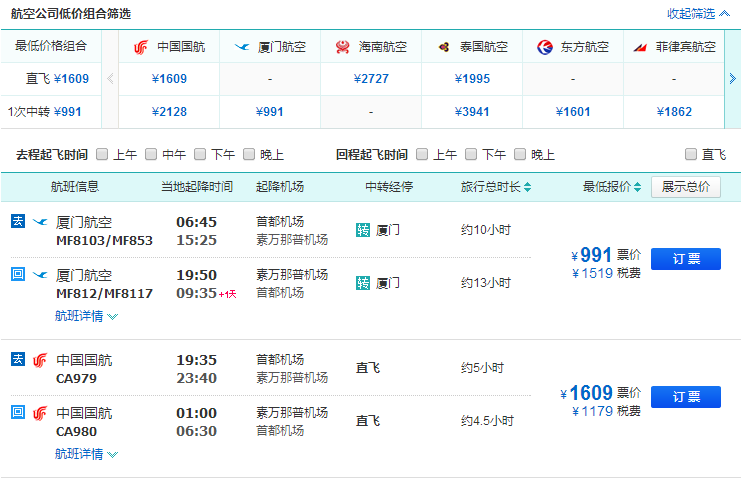 航空公司低价组合筛选 收起筛选
最低价格组合 中国国航 厦门航空 海南航空 泰国航空 东方航空 菲律宾航空
直飞 ¥1609 ¥1609 - ¥2727 ¥1995 - -
1次中转 ¥991 ¥2128 ¥991 - ¥3941 ¥1601 ¥1862
去程起飞时间 上午 中午 下午 晚上 回程起飞时间 上午 下午 晚上 直飞
航班信息 当地起降时间 起降机场 中转经停 旅行总时长 最低报价 展示总价
去 厦门航空 06:45 首都机场 转 厦门 约10小时 ¥991 票价 订票
MF8103/MF853 15:25 素万那普机场 ¥1519 税费
回 厦门航空 19:50 素万那普机场 转 厦门 约13小时
MF812/MF8117 09:35+1天 首都机场
航班详情
去 中国国航 19:35 首都机场 直飞 约5小时 ¥1609 票价 订票
CA979 23:40 素万那普机场 ¥1179 税费
回 中国国航 01:00 素万那普机场 直飞 约4.5小时
CA980 06:30 首都机场
航班详情